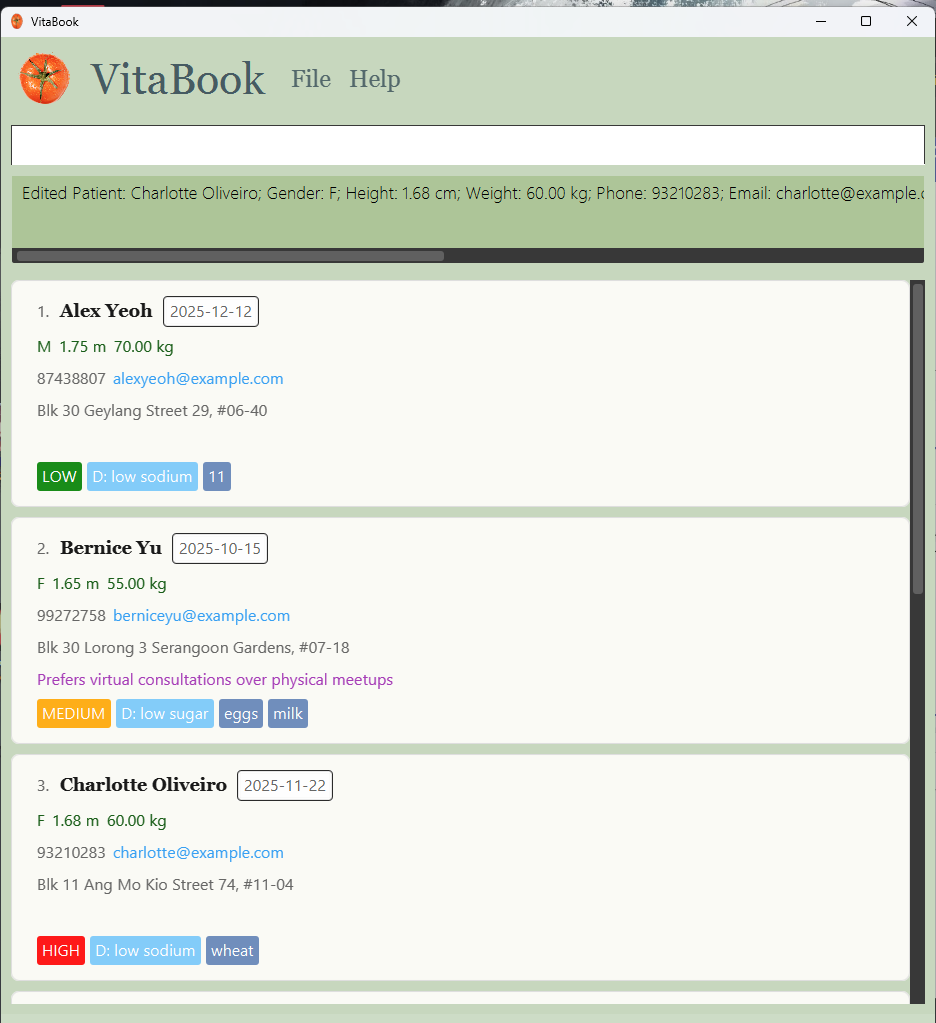 VitaBook
VitaBook File Help
Edited Patient: Charlotte Oliveiro; Gender: F; Height: 1.68 cm; Weight: 60.00 kg; Phone: 93210283; Email: charlotte@example.c
1. Alex Yeoh 2025-12-12
M 1.75 m 70.00 kg
87438807 alexyeoh@example.com
Blk 30 Geylang Street 29, #06-40
LOW D: low sodium 11
2. Bernice Yu 2025-10-15
F 1.65 m 55.00 kg
99272758 berniceyu@example.com
Blk 30 Lorong 3 Serangoon Gardens, #07-18
Prefers virtual consultations over physical meetups
MEDIUM D: low sugar eggs milk
3. Charlotte Oliveiro 2025-11-22
F 1.68 m 60.00 kg
93210283 charlotte@example.com
Blk 11 Ang Mo Kio Street 74, #11-04
HIGH D: low sodium wheat